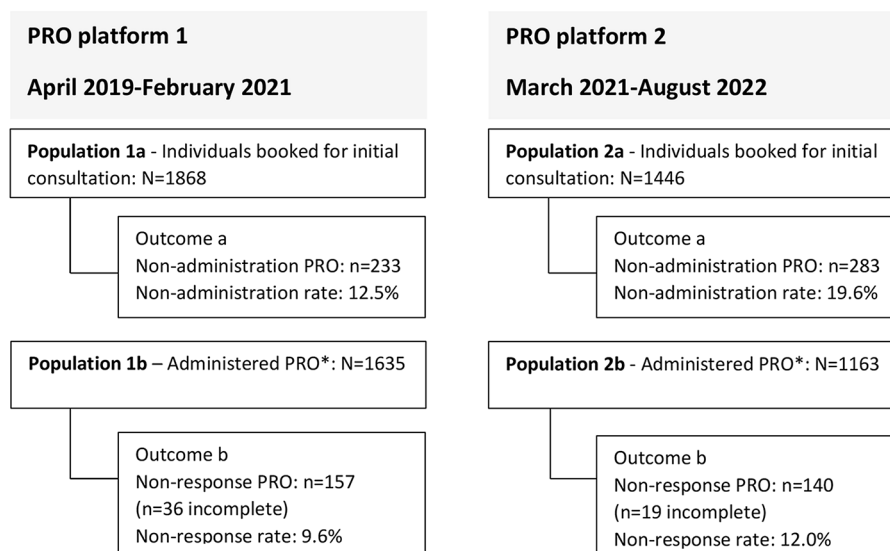 PRO platform 1
April 2019-February 2021
Population 1a - Individuals booked for initial
consultation: N=1868
Outcome a
Non-administration PRO: n=233
Non-administration rate: 12.5%
Population 1b – Administered PRO*: N=1635
Outcome b
Non-response PRO: n=157
(n=36 incomplete)
Non-response rate: 9.6%
PRO platform 2
March 2021-August 2022
Population 2a - Individuals booked for initial
consultation: N=1446
Outcome a
Non-administration PRO: n=283
Non-administration rate: 19.6%
Population 2b - Administered PRO*: N=1163
Outcome b
Non-response PRO: n=140
(n=19 incomplete)
Non-response rate: 12.0%